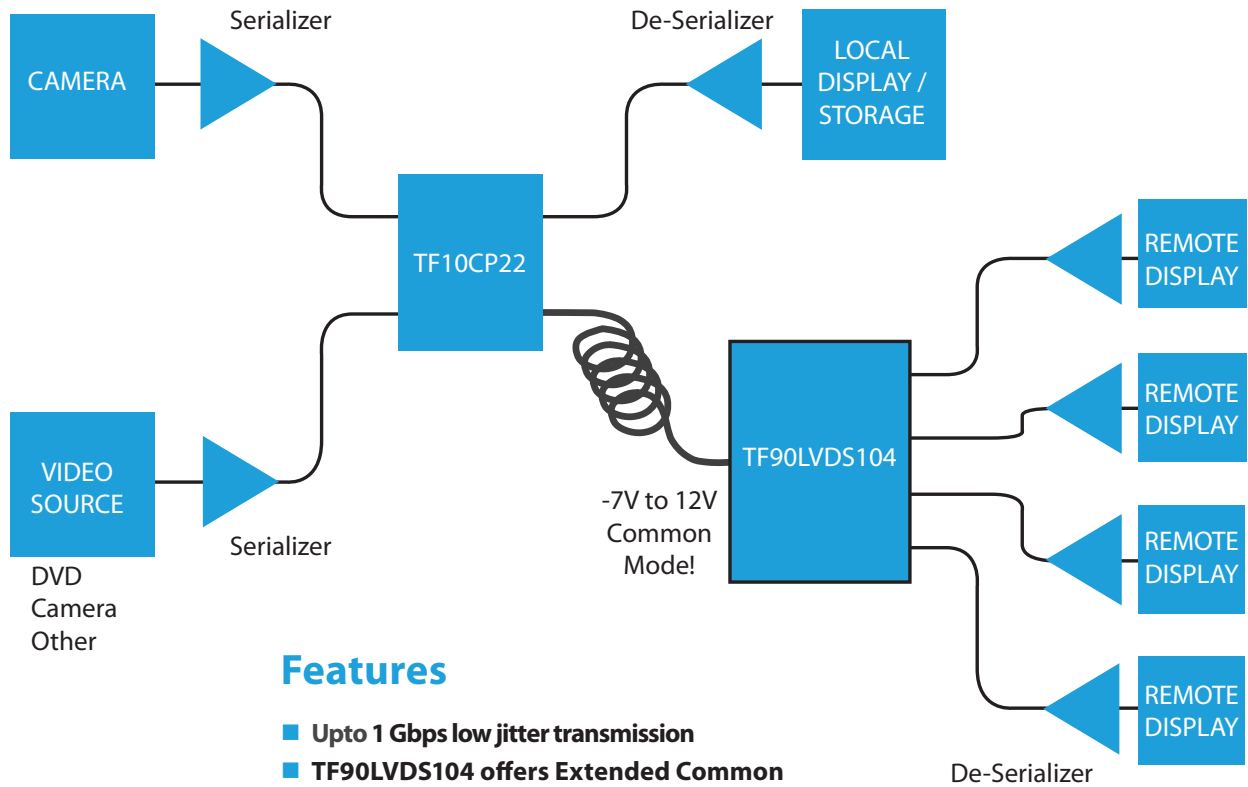 Serializer
De-Serializer
CAMERA
LOCAL
DISPLAY /
STORAGE
TF10CP22
REMOTE
DISPLAY
REMOTE
DISPLAY
VIDEO
SOURCE
TF90LVDS104
-7V to 12V
Common
Mode!
Serializer
REMOTE
DISPLAY
DVD
Camera
Other
REMOTE
DISPLAY
De-Serializer
Features
Upto 1 Gbps low jitter transmission
TF90LVDS104 offers Extended Common